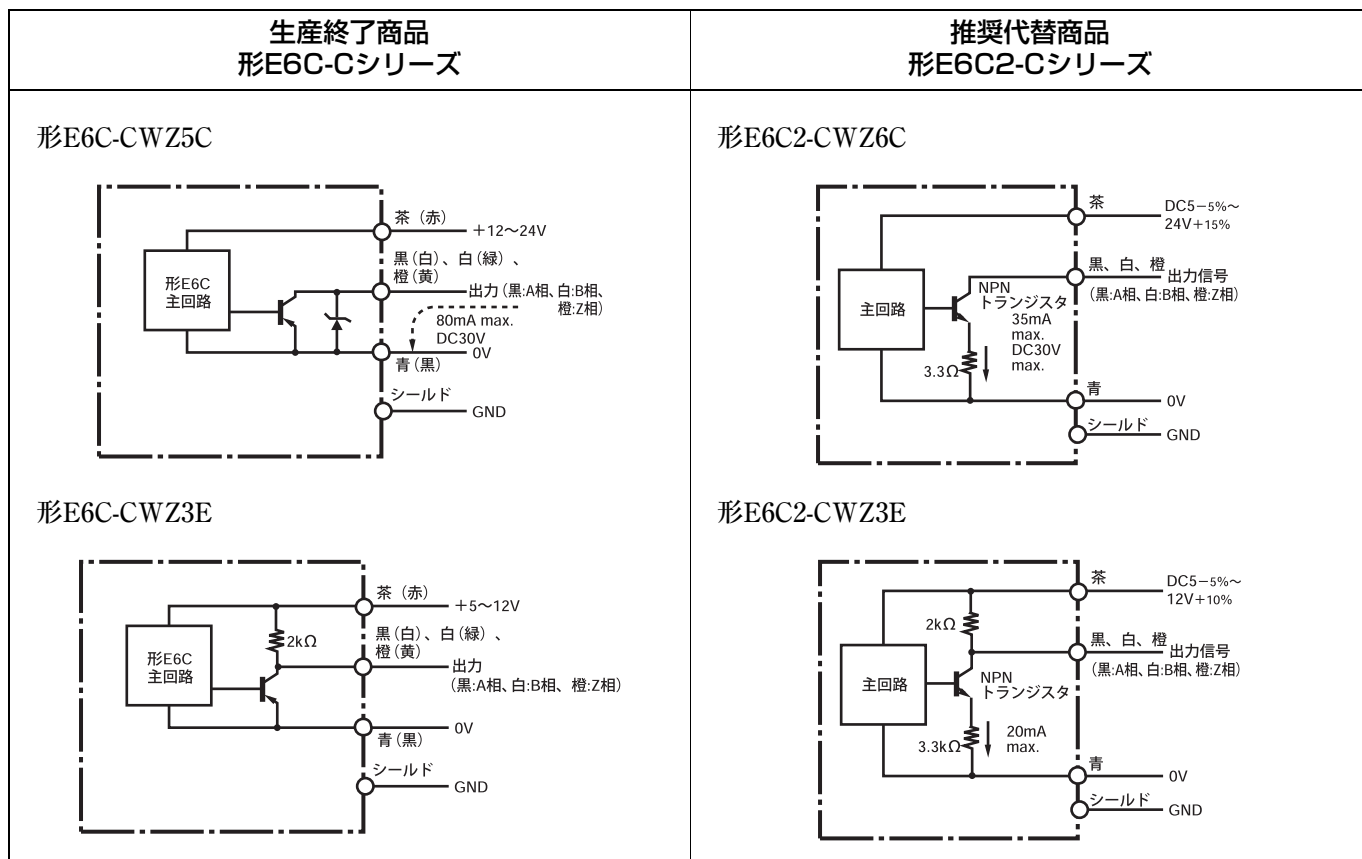 生産終了商品
形E6C-Cシリーズ
推奨代替商品
形E6C2-Cシリーズ
形E6C-CWZ5C
形E6C
主回路
茶（赤）
+12～24V
黒(白)、白(緑)、
橙(黄)
出力(黒:A相、白:B相、
橙:Z相)
80mA max.
DC30V
0V
青(黒)
シールド
GND
形E6C2-CWZ6C
主回路
茶
DC5−5%～
24V+15%
黒、白、橙
出力信号
(黒:A相、白:B相、橙:Z相)
NPN
トランジスタ
35mA
max.
DC30V
max.
3.3Ω
青
0V
シールド
GND
形E6C-CWZ3E
形E6C
主回路
茶（赤）
+5～12V
2kΩ
黒(白)、白(緑)、
橙(黄)
出力
(黒:A相、白:B相、橙:Z相)
0V
青(黒)
シールド
GND
形E6C2-CWZ3E
主回路
茶
DC5−5%～
12V+10%
2kΩ
黒、白、橙
出力信号
(黒:A相、白:B相、橙:Z相)
NPN
トランジスタ
3.3kΩ
20mA
max.
青
0V
シールド
GND